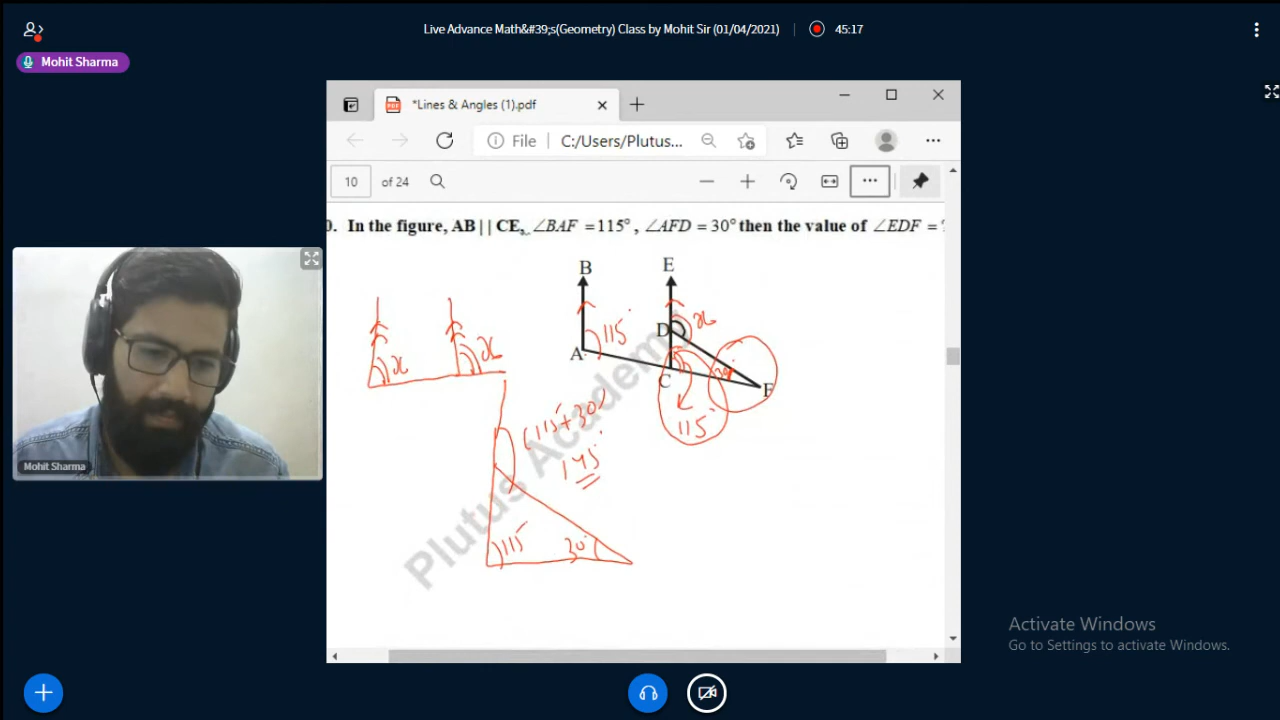 Live Advance Math&#39;s(Geometry) Class by Mohit Sir (01/04/2021)
45:17
Mohit Sharma
*Lines & Angles (1).pdf
File
C:/Users/Plutus...
10
of 24
0. In the figure, AB || CE, ∠BAF = 115°, ∠AFD = 30° then the value of ∠EDF = ?
B
E
115°
D
x
A
C
30°
F
115°
x
x
(115+30)
145°
115
30°
Plutus Academy
Mohit Sharma
Activate Windows
Go to Settings to activate Windows.